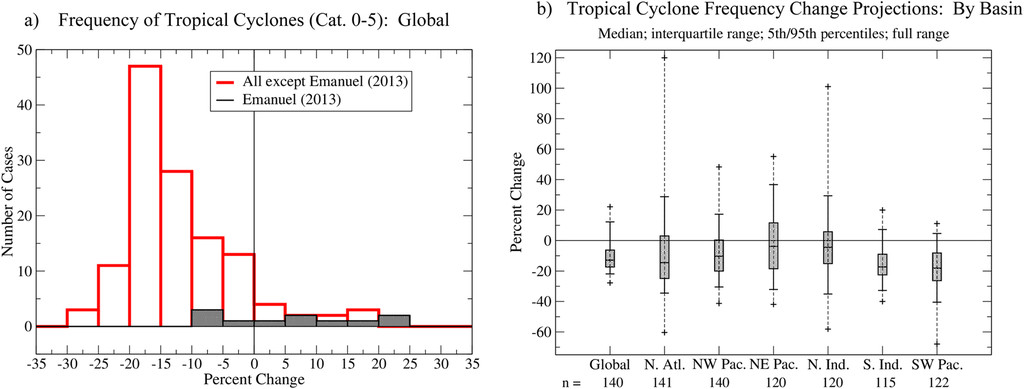 a) Frequency of Tropical Cyclones (Cat. 0-5): Global
50
40
30
20
10
0
Number of Cases
All except Emanuel (2013)
Emanuel (2013)
-35 -30 -25 -20 -15 -10 -5 0 5 10 15 20 25 30 35
Percent Change
b) Tropical Cyclone Frequency Change Projections: By Basin
Median; interquartile range; 5th/95th percentiles; full range
120
100
80
60
40
20
0
-20
-40
-60
Percent Change
Global N. Atl. NW Pac. NE Pac. N. Ind. S. Ind. SW Pac.
n = 140 141 140 120 120 115 122